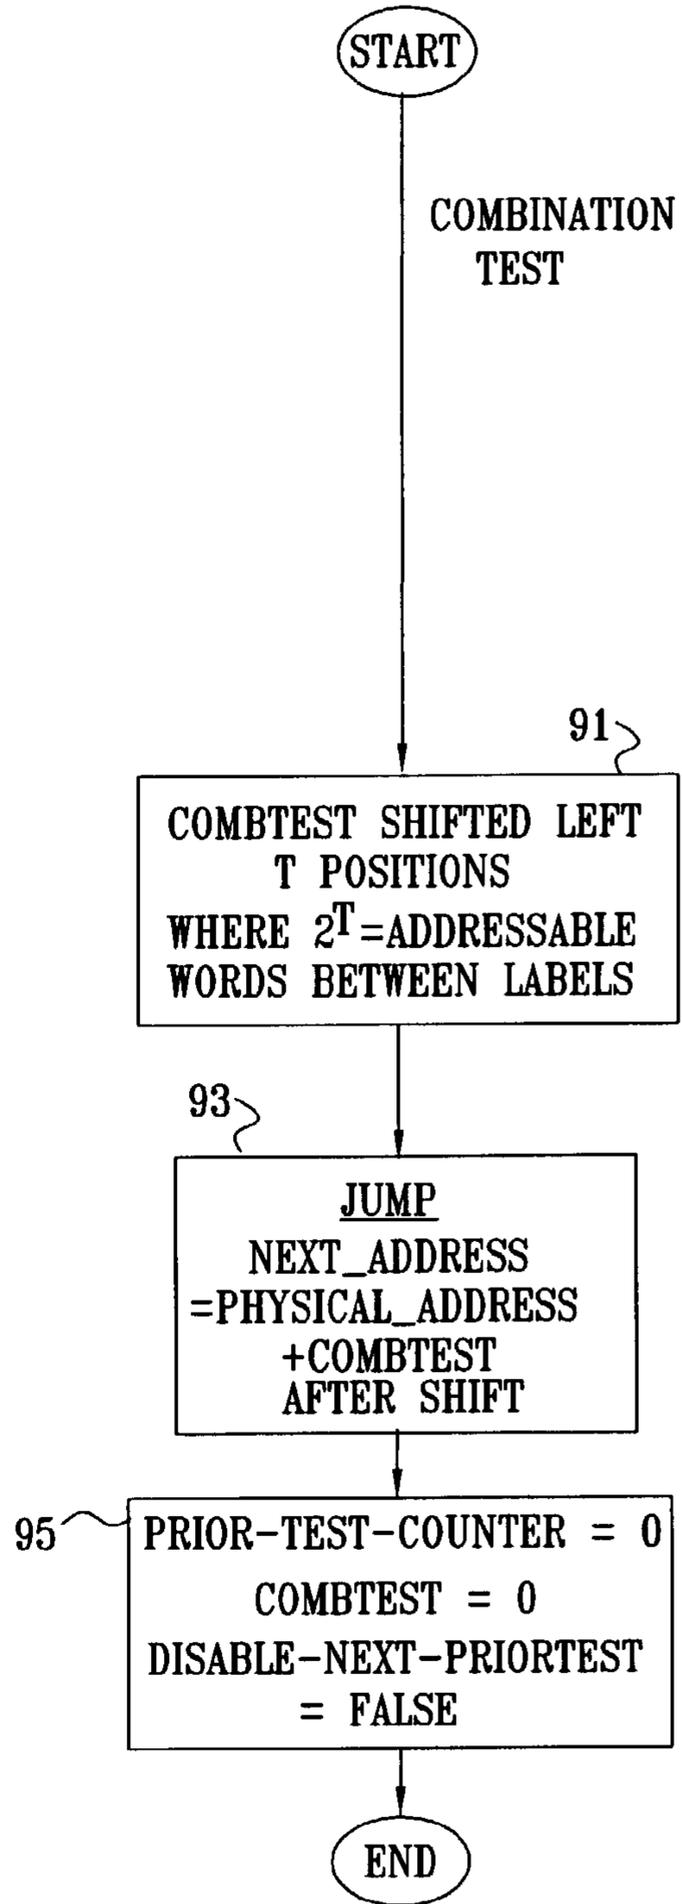 START
COMBINATION
TEST
91
COMBTEST SHIFTED LEFT
T POSITIONS
WHERE 2^T=ADDRESSABLE
WORDS BETWEEN LABELS
93
JUMP
NEXT_ADDRESS
=PHYSICAL_ADDRESS
+COMBTEST
AFTER SHIFT
95
PRIOR-TEST-COUNTER = 0
COMBTEST = 0
DISABLE-NEXT-PRIORTEST
= FALSE
END